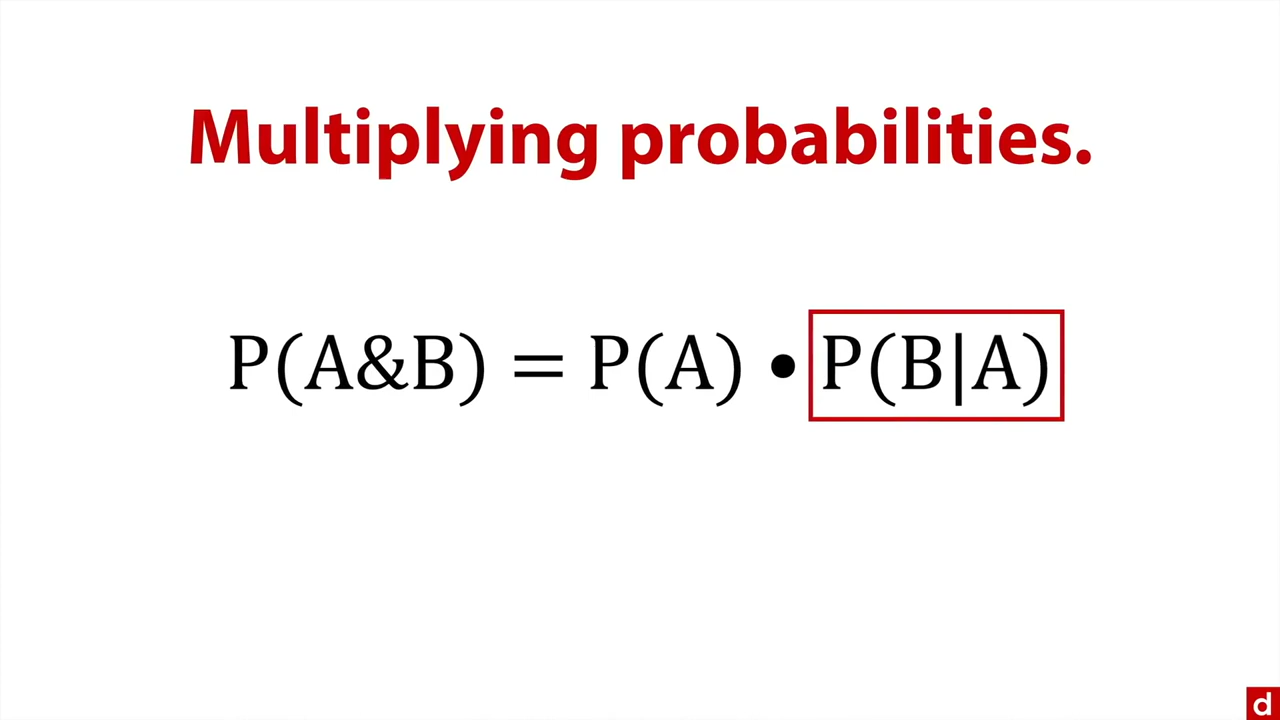 Multiplying probabilities.
P(A&B) = P(A) • P(B|A)
d